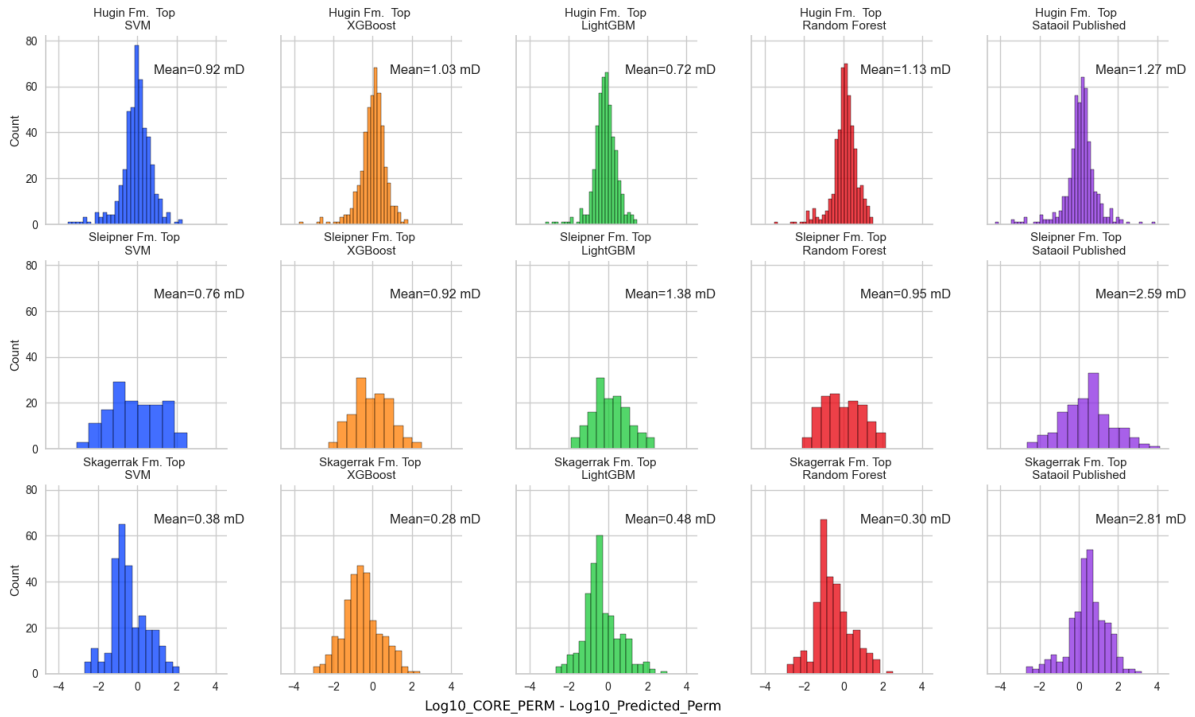 Hugin Fm.  Top
SVM
Hugin Fm.  Top
XGBoost
Hugin Fm.  Top
LightGBM
Hugin Fm.  Top
Random Forest
Hugin Fm.  Top
Sataoil Published
80
60
40
20
0
Count
Mean=0.92 mD
Mean=1.03 mD
Mean=0.72 mD
Mean=1.13 mD
Mean=1.27 mD
Sleipner Fm. Top
SVM
Sleipner Fm. Top
XGBoost
Sleipner Fm. Top
LightGBM
Sleipner Fm. Top
Random Forest
Sleipner Fm. Top
Sataoil Published
80
60
40
20
0
Count
Mean=0.76 mD
Mean=0.92 mD
Mean=1.38 mD
Mean=0.95 mD
Mean=2.59 mD
Skagerrak Fm. Top
SVM
Skagerrak Fm. Top
XGBoost
Skagerrak Fm. Top
LightGBM
Skagerrak Fm. Top
Random Forest
Skagerrak Fm. Top
Sataoil Published
80
60
40
20
0
Count
Mean=0.38 mD
Mean=0.28 mD
Mean=0.48 mD
Mean=0.30 mD
Mean=2.81 mD
−4 −2 0 2 4
−4 −2 0 2 4
−4 −2 0 2 4
−4 −2 0 2 4
−4 −2 0 2 4
Log10_CORE_PERM - Log10_Predicted_Perm